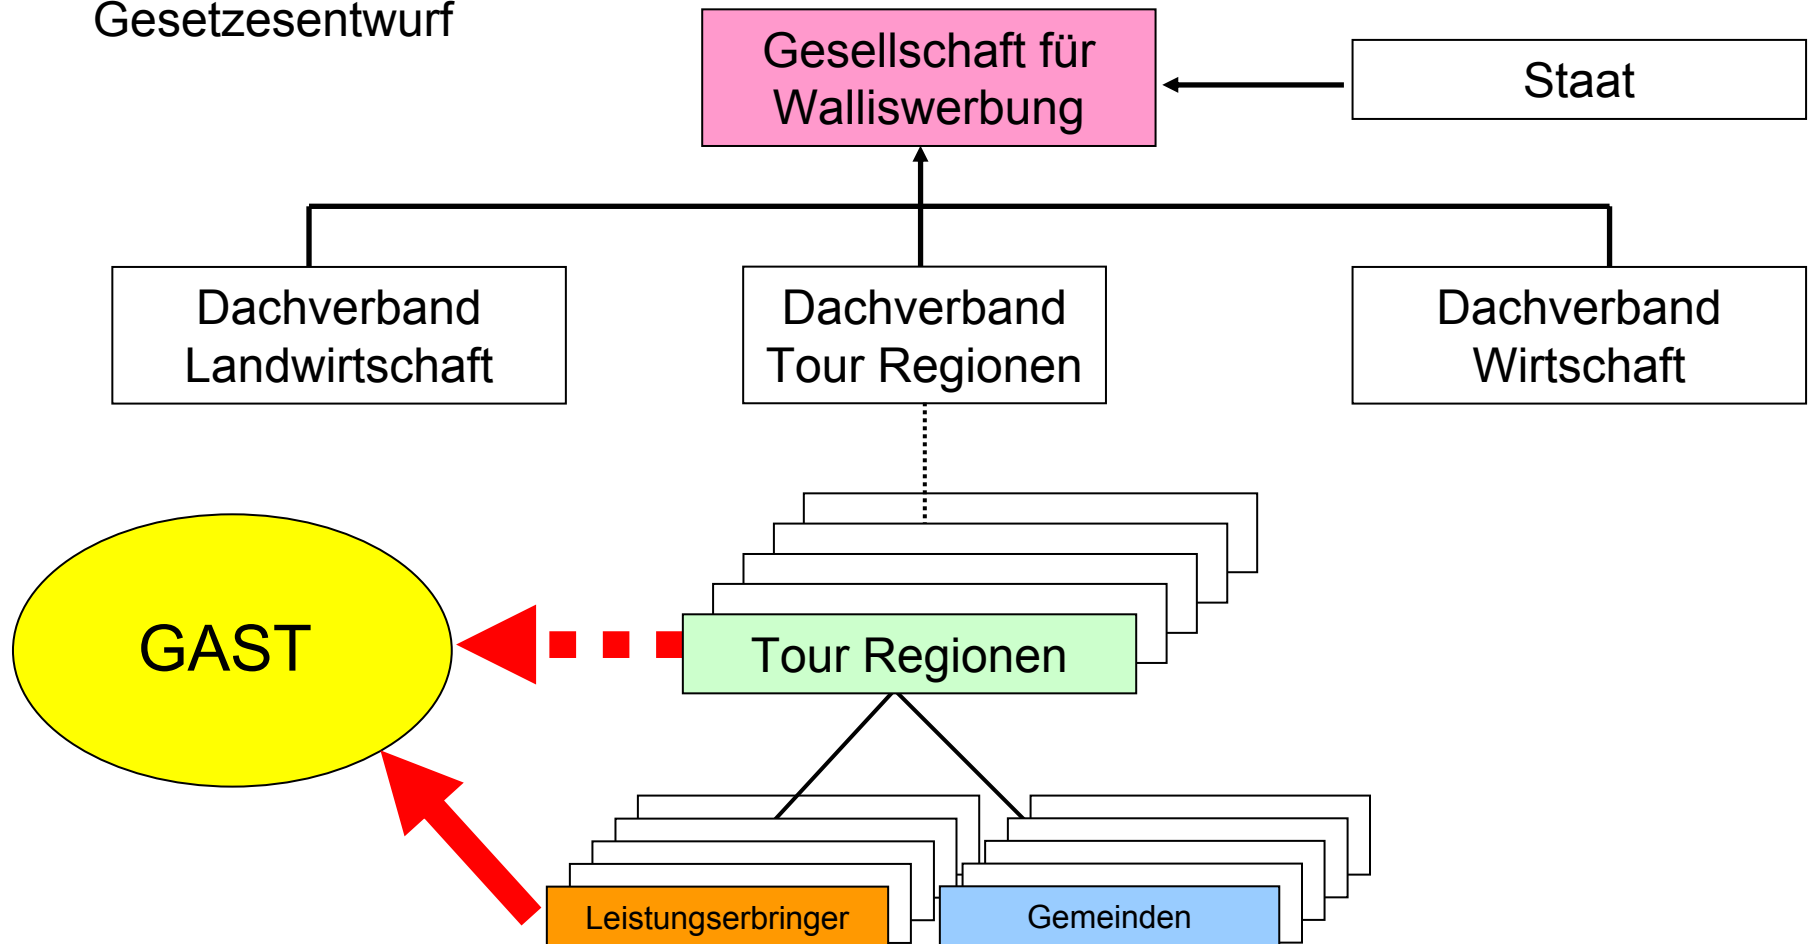 Gesetzesentwurf
Gesellschaft für
Walliswerbung
Staat
Dachverband
Landwirtschaft
Dachverband
Tour Regionen
Dachverband
Wirtschaft
GAST
Tour Regionen
Leistungserbringer
Gemeinden